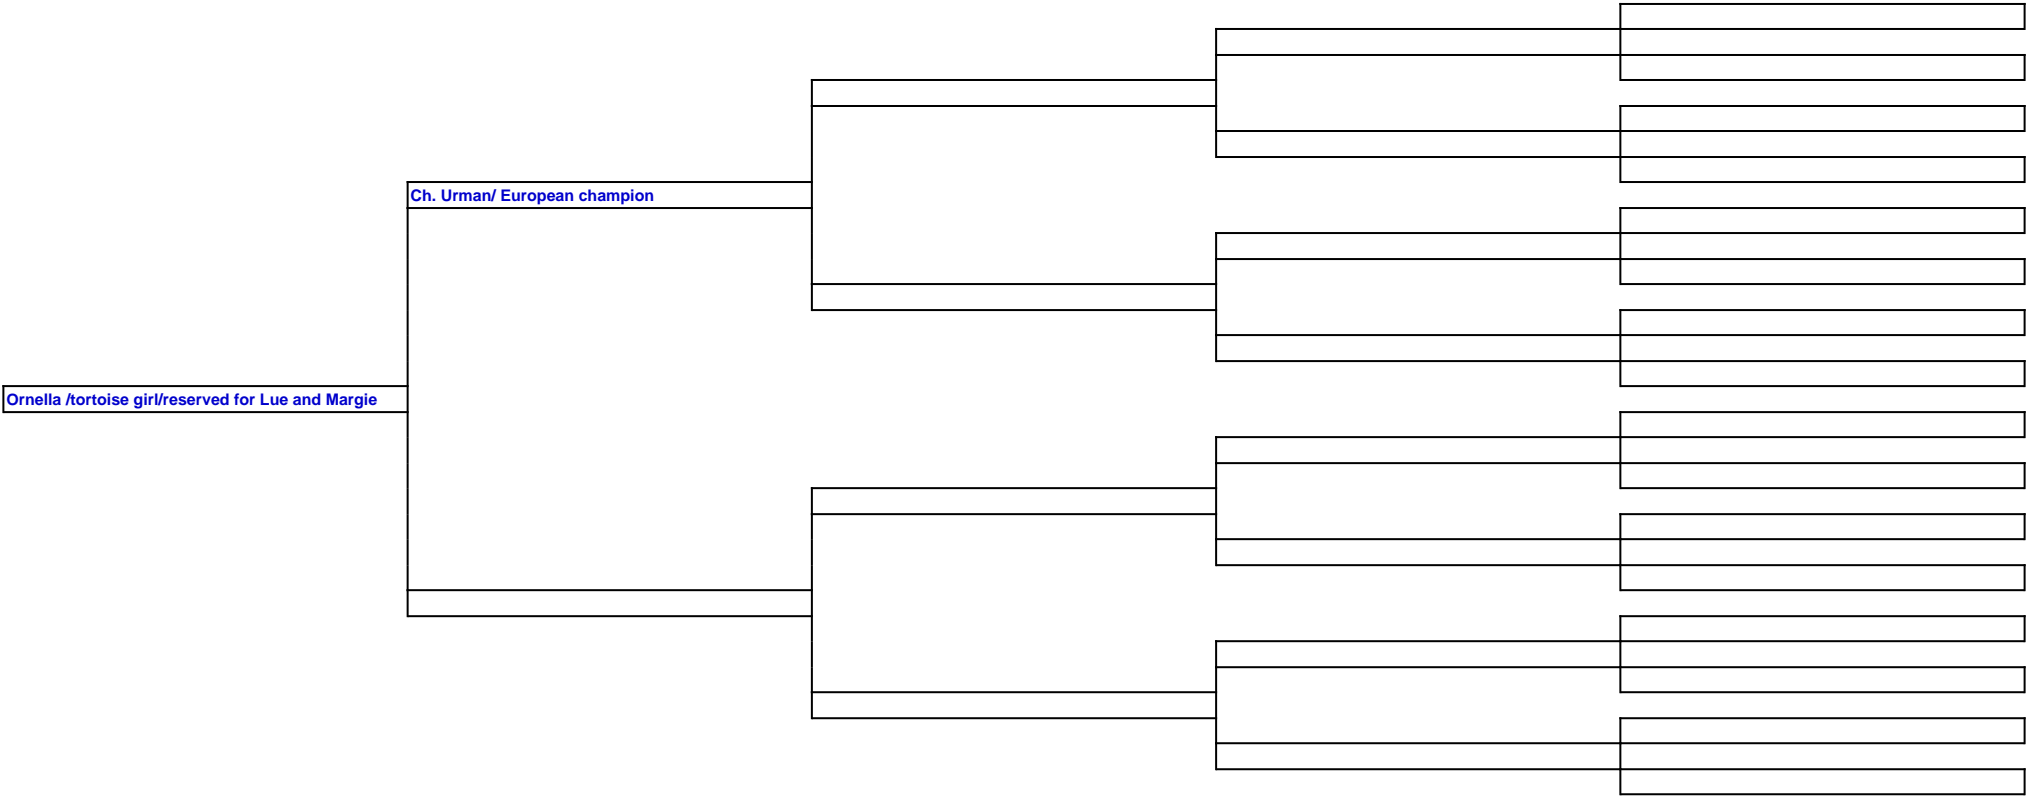 Ch. Urman/ European champion
Ornella /tortoise girl/reserved for Lue and Margie